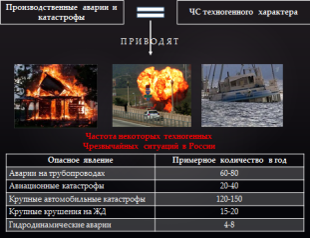 Производственные аварии и
катастрофы
ЧС техногенного характера
ПРИВОДЯТ
Частота некоторых техногенных
Чрезвычайных ситуаций в России
Опасное явление Примерное количество в год
Аварии на трубопроводах 60-80
Авиационные катастрофы 20-40
Крупные автомобильные катастрофы 120-150
Крупные крушения на ЖД 15-20
Гидродинамические аварии 4-8